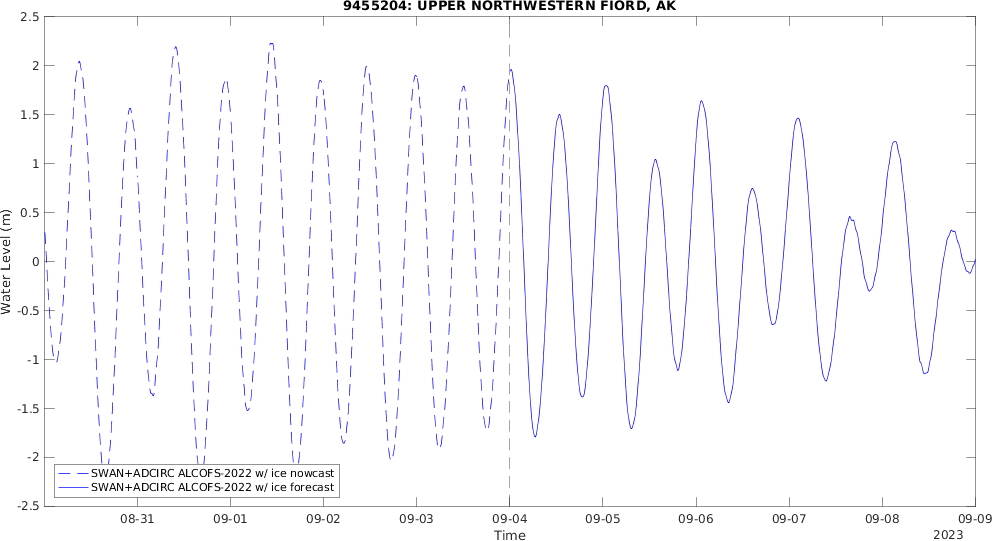 9455204: UPPER NORTHWESTERN FIORD, AK
2.5
2
1.5
1
0.5
0
-0.5
-1
-1.5
-2
-2.5
Water Level (m)
SWAN+ADCIRC ALCOFS-2022 w/ ice nowcast
SWAN+ADCIRC ALCOFS-2022 w/ ice forecast
08-31 09-01 09-02 09-03 09-04 09-05 09-06 09-07 09-08 09-09
Time
2023